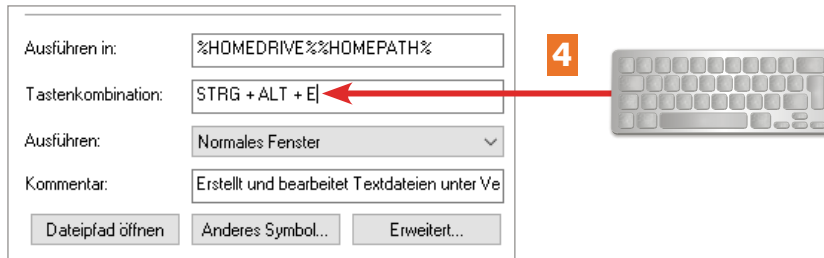 Ausführen in: %HOMEDRIVE%%HOMEPATH%
4
Tastenkombination: STRG + ALT + E
Ausführen: Normales Fenster
Kommentar: Erstellt und bearbeitet Textdateien unter Ve
Dateipfad öffnen Anderes Symbol... Erweitert...